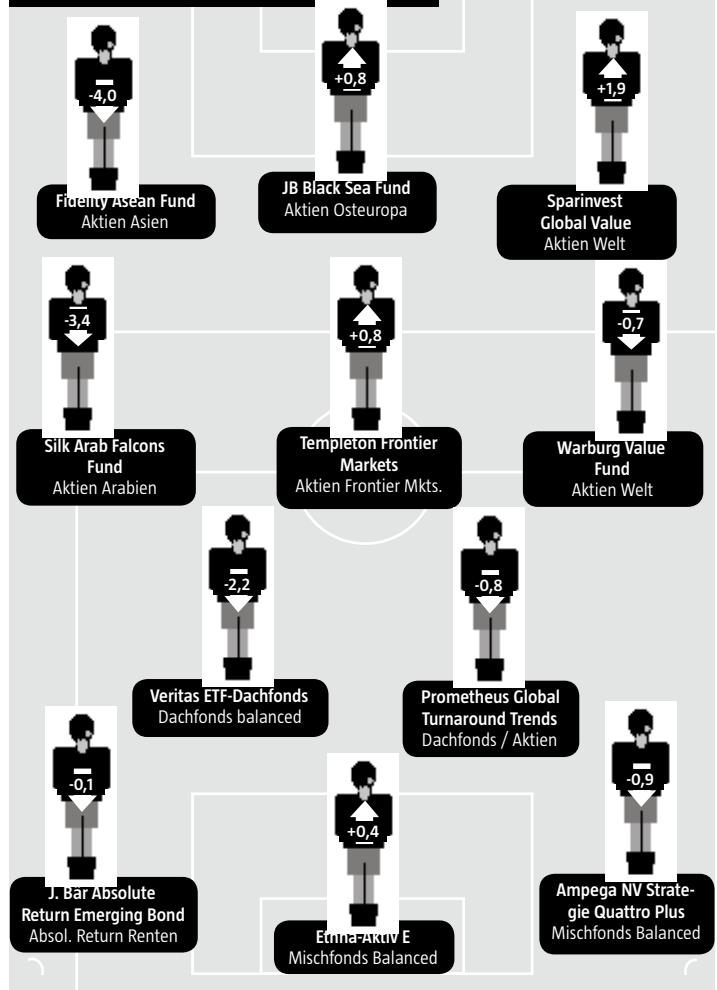 -4,0
Fidelity Asean Fund
Aktien Asien
+0,8
JB Black Sea Fund
Aktien Osteuropa
+1,9
Sparinvest
Global Value
Aktien Welt
-3,4
Silk Arab Falcons
Fund
Aktien Arabien
+0,8
Templeton Frontier
Markets
Aktien Frontier Mkts.
-0,7
Warburg Value
Fund
Aktien Welt
-2,2
Veritas ETF-Dachfonds
Dachfonds balanced
-0,8
Prometheus Global
Turnaround Trends
Dachfonds / Aktien
-0,1
J. Bär Absolute
Return Emerging Bond
Absol. Return Renten
+0,4
Ethna-Aktiv E
Mischfonds Balanced
-0,9
Ampega NV Strate-
gie Quattro Plus
Mischfonds Balanced